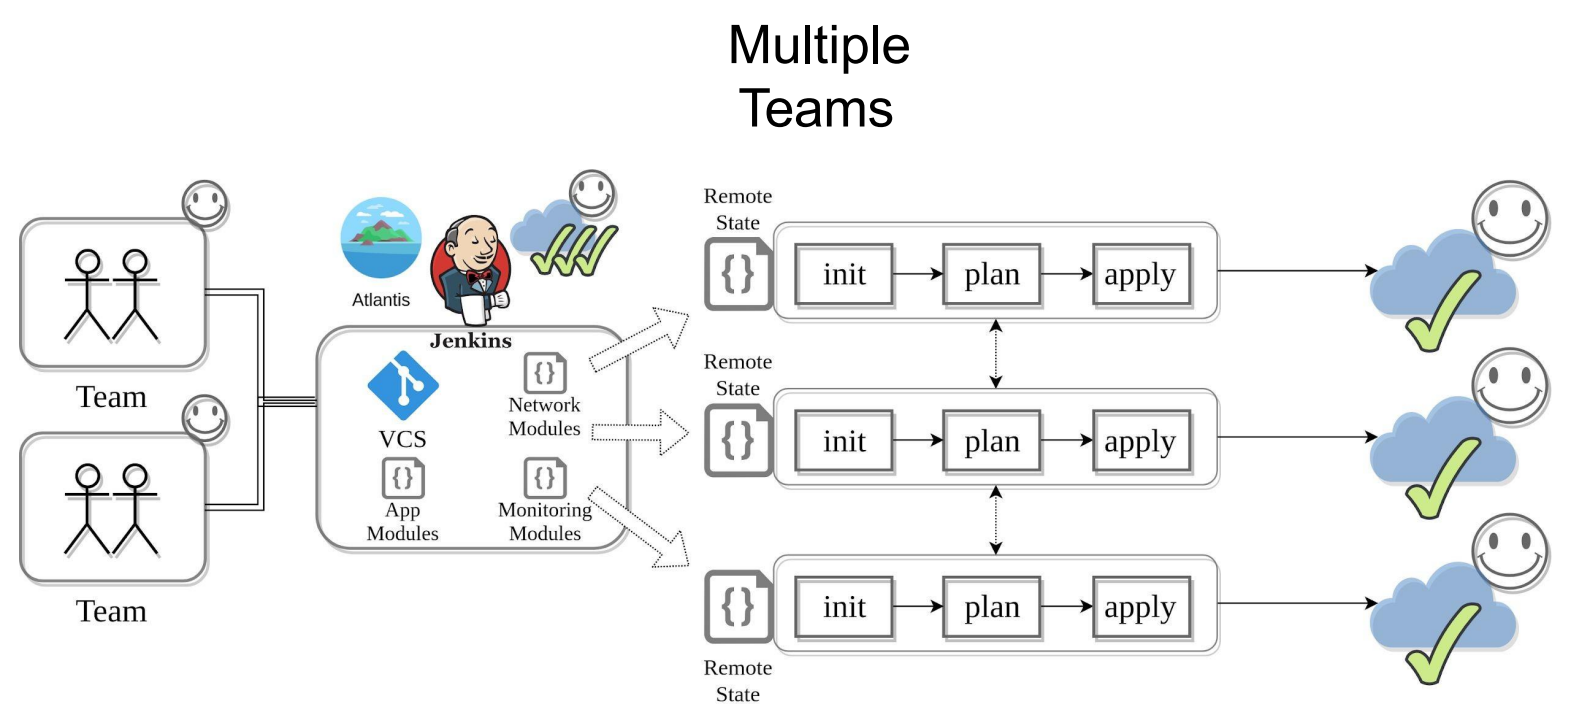 Multiple
Teams
Team
Team
Atlantis
Jenkins
VCS
Network
Modules
App
Modules
Monitoring
Modules
Remote
State
{}
init
plan
apply
Remote
State
{}
init
plan
apply
{}
init
plan
apply
Remote
State